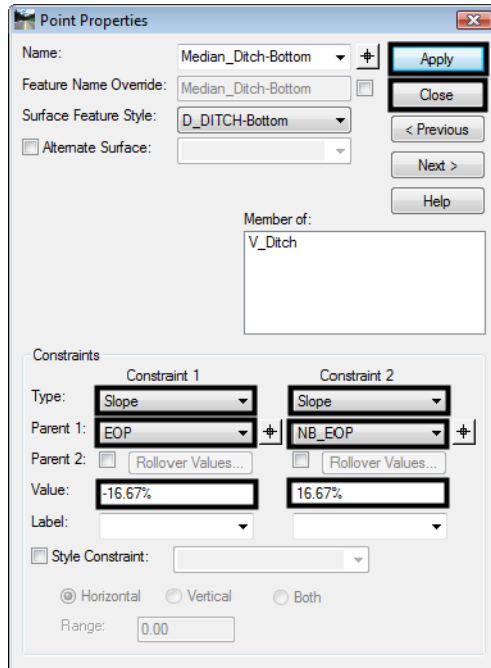 Point Properties
Name: Median_Ditch-Bottom Apply
Feature Name Override: Median_Ditch-Bottom Close
Surface Feature Style: D_DITCH-Bottom < Previous
Alternate Surface: Next >
Help
Member of:
V_Ditch
Constraints
Constraint 1 Constraint 2
Type: Slope Slope
Parent 1: EOP NB_EOP
Parent 2: Rollover Values... Rollover Values...
Value: -16.67% 16.67%
Label:
Style Constraint:
Horizontal Vertical Both
Range: 0.00